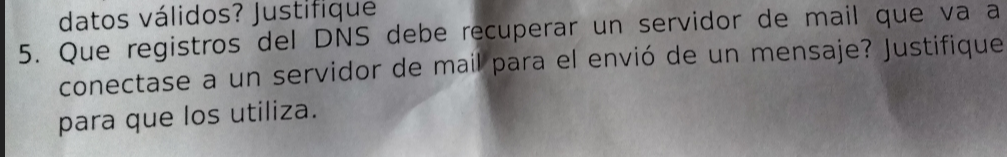 datos válidos? Justifique
5. Que registros del DNS debe recuperar un servidor de mail que va a
conectase a un servidor de mail para el envió de un mensaje? Justifique
para que los utiliza.